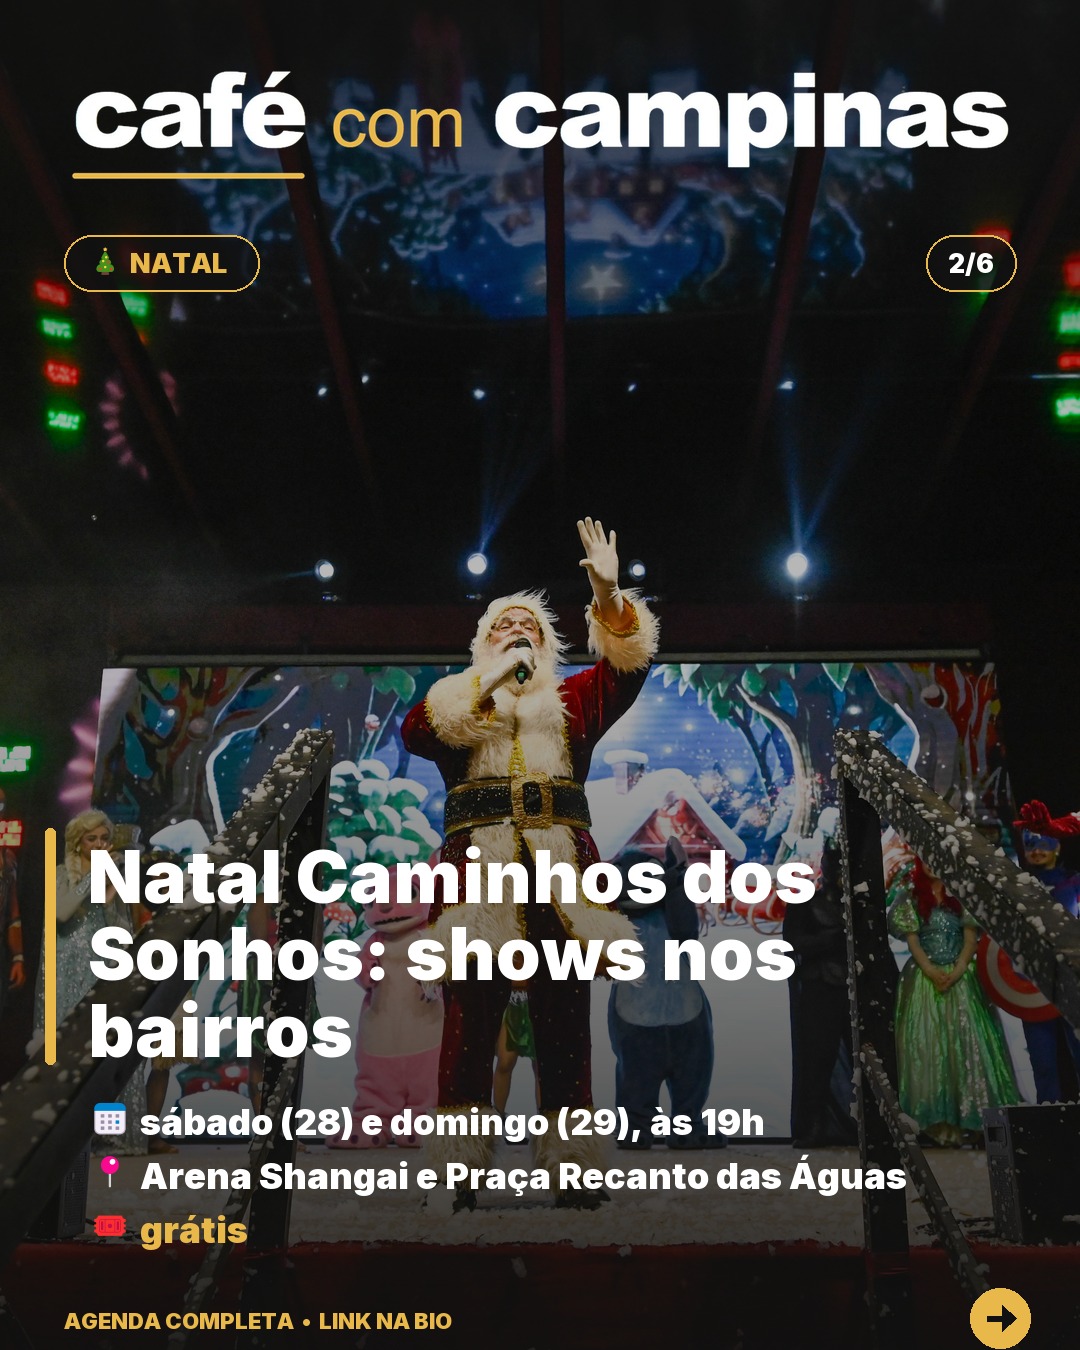 café com campinas
NATAL
2/6
Natal Caminhos dos
Sonhos: shows nos
bairros
sábado (28) e domingo (29), às 19h
Arena Shangai e Praça Recanto das Águas
grátis
AGENDA COMPLETA • LINK NA BIO